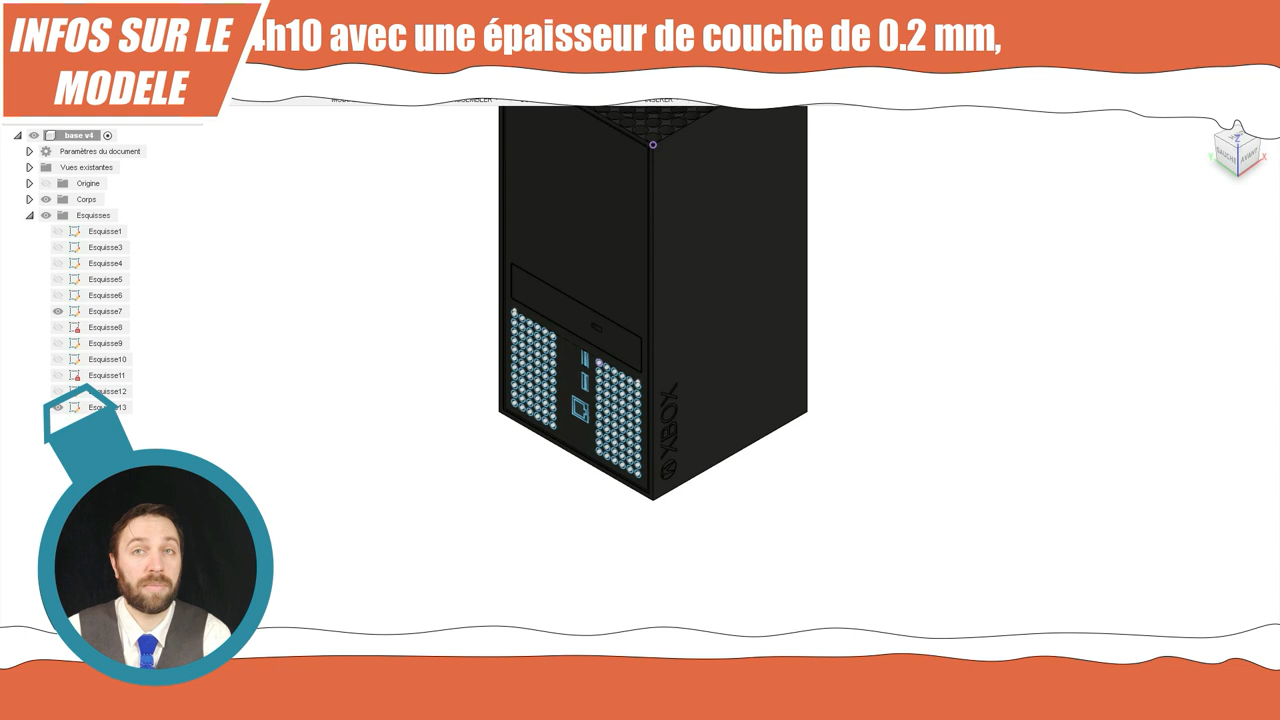 INFOS SUR LE
MODELE
4h10 avec une épaisseur de couche de 0.2 mm,
base v4
Paramètres du document
Vues existantes
Origine
Corps
Esquisses
Esquisse1
Esquisse3
Esquisse4
Esquisse5
Esquisse6
Esquisse7
Esquisse8
Esquisse9
Esquisse10
Esquisse11
XBOX
GAUCHE
AVANT
Z
Y
X